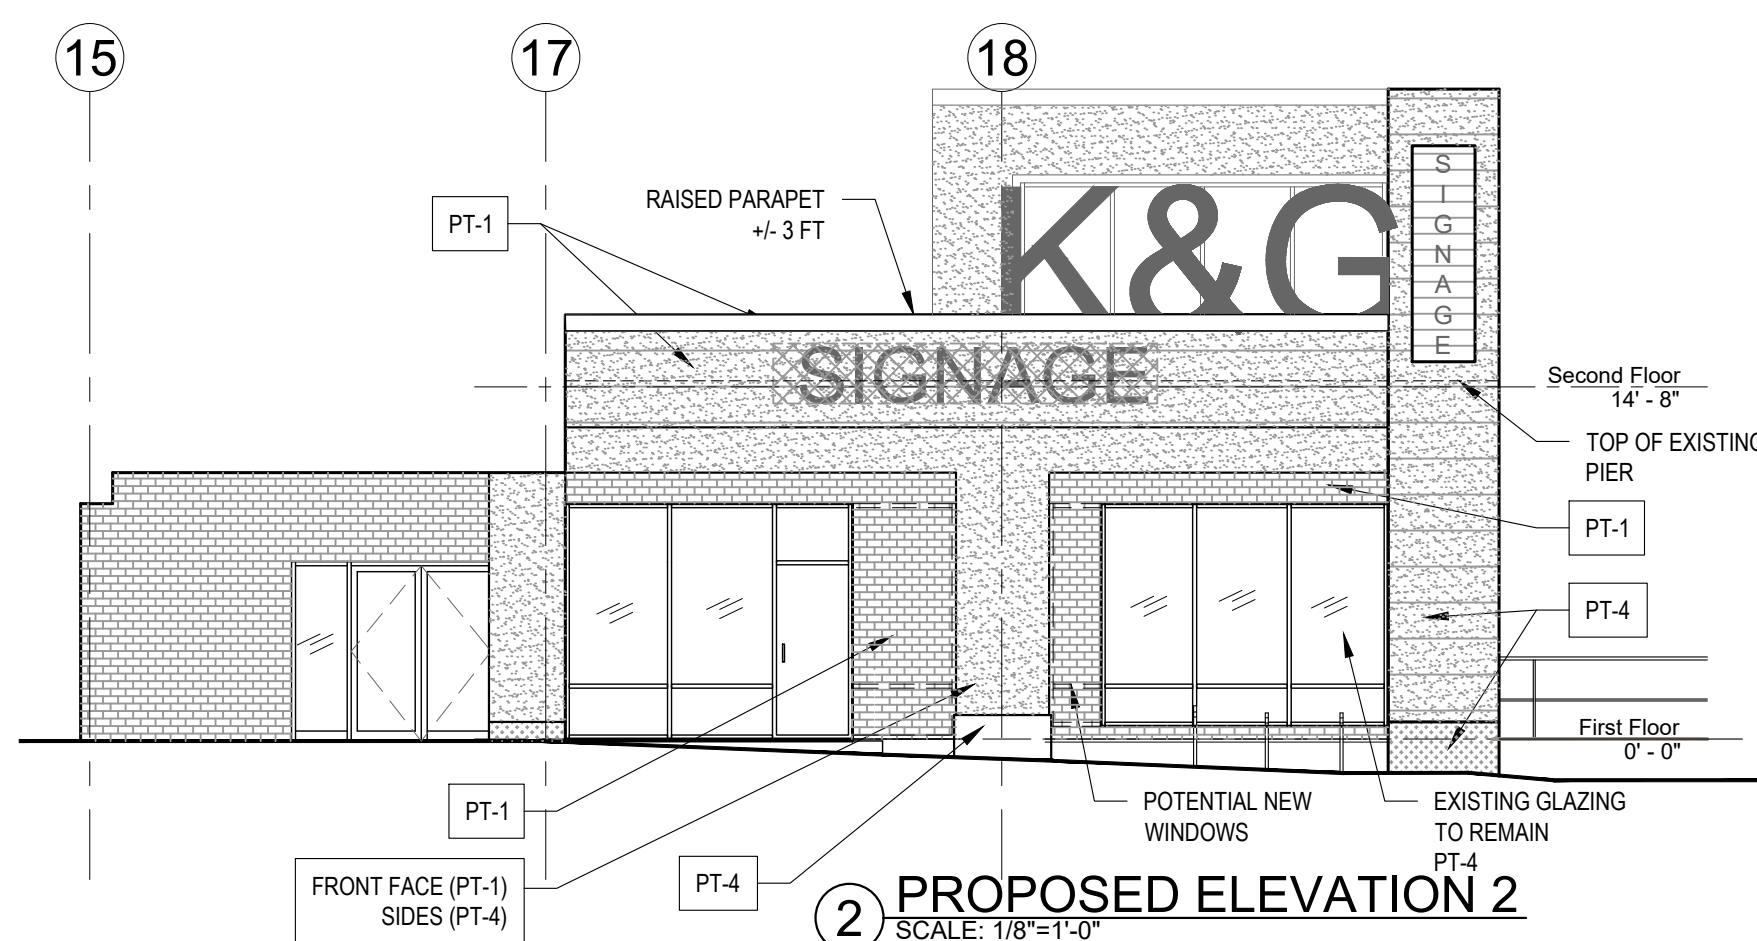 15
17
18
RAISED PARAPET
+/- 3 FT
PT-1
K&G
S
I
G
N
A
G
E
SIGNAGE
Second Floor
14' - 8"
TOP OF EXISTING
PIER
PT-1
PT-4
First Floor
0' - 0"
PT-1
FRONT FACE (PT-1)
SIDES (PT-4)
PT-4
POTENTIAL NEW
WINDOWS
EXISTING GLAZING
TO REMAIN
PT-4
2
PROPOSED ELEVATION 2
SCALE: 1/8"=1'-0"